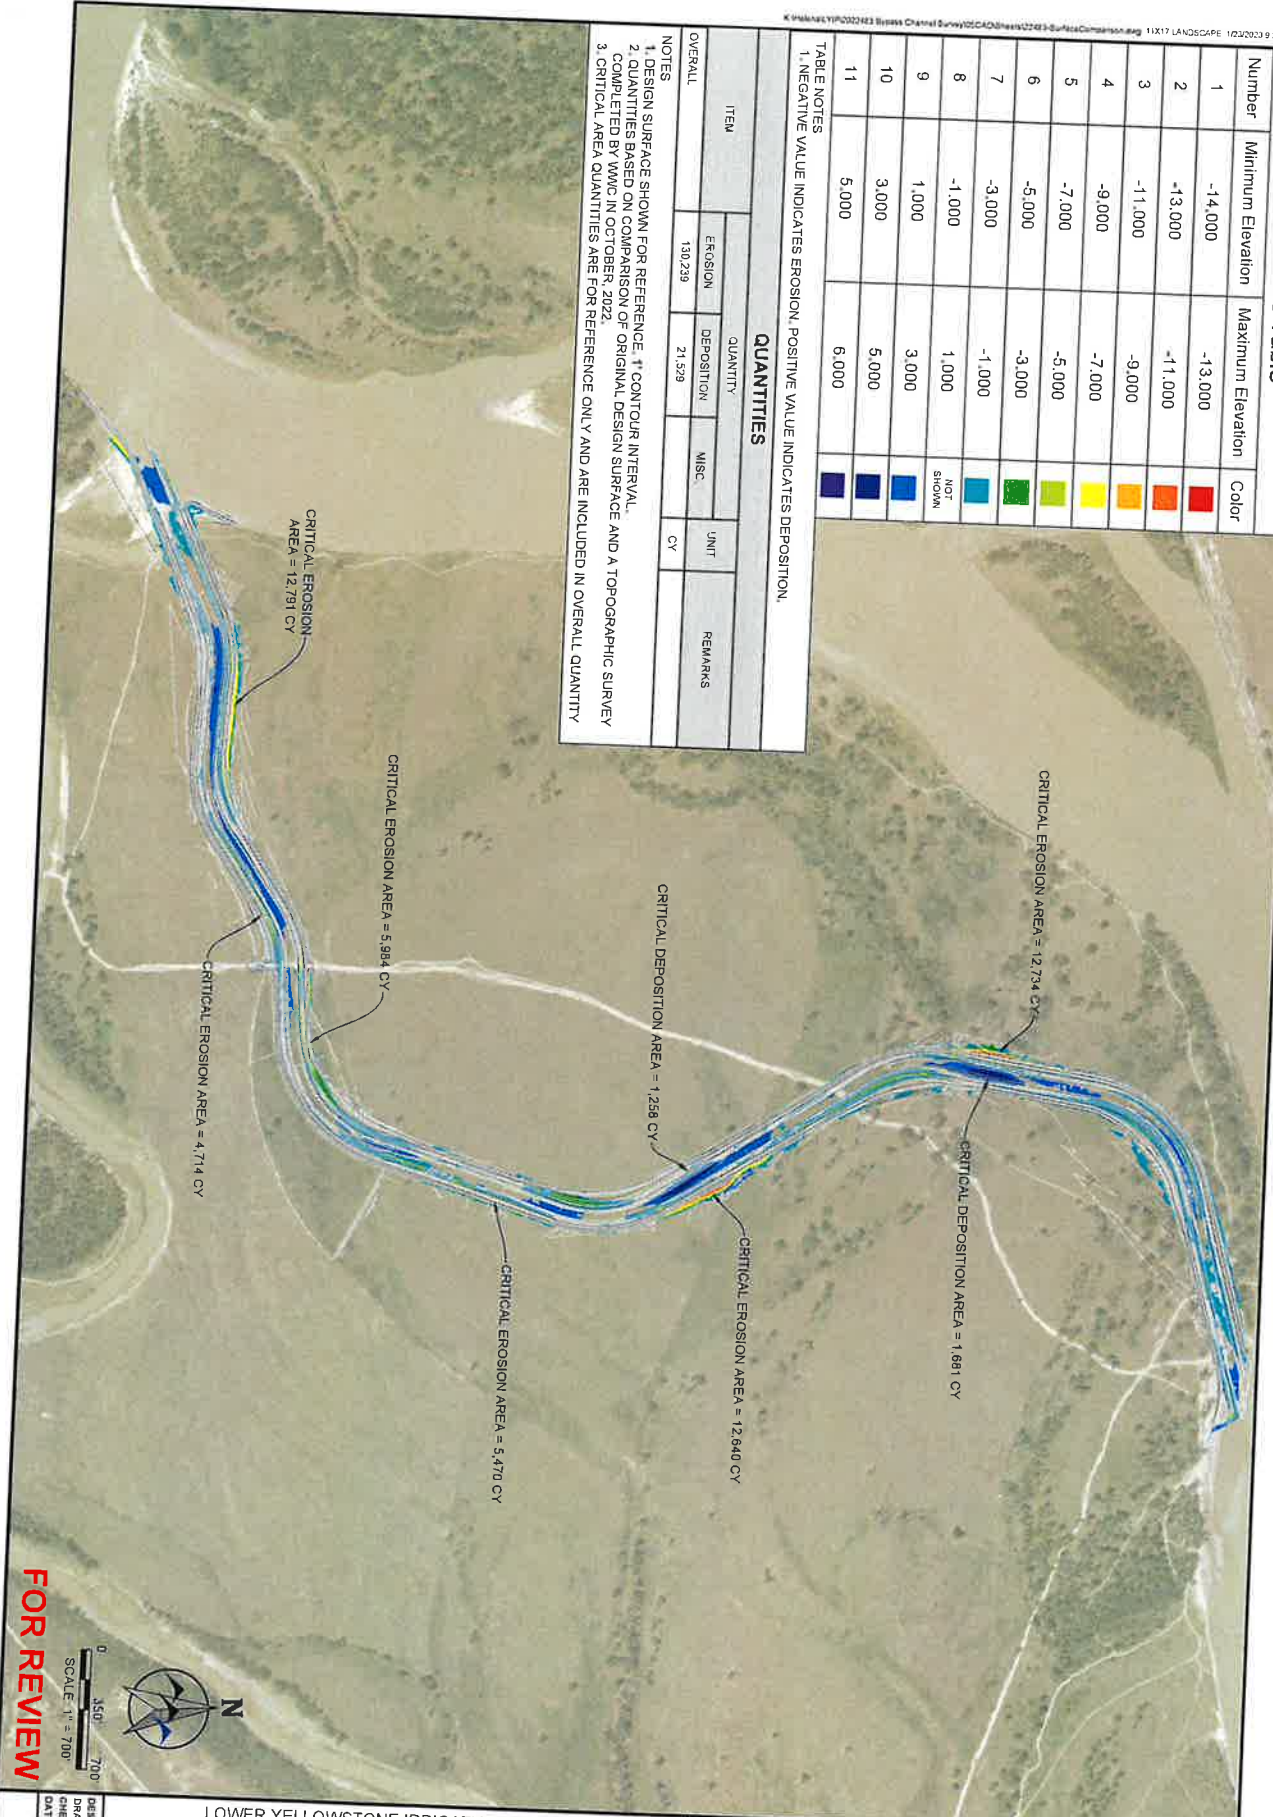 Number Minimum Elevation Maximum Elevation Color
1 -14.000 -13.000
2 -13.000 -11.000
3 -11.000 -9.000
4 -9.000 -7.000
5 -7.000 -5.000
6 -5.000 -3.000
7 -3.000 -1.000
8 -1.000 1.000 NOT SHOWN
9 1.000 3.000
10 3.000 5.000
11 5.000 6.000
TABLE NOTES
1. NEGATIVE VALUE INDICATES EROSION, POSITIVE VALUE INDICATES DEPOSITION.
QUANTITIES
ITEM QUANTITY UNIT REMARKS
EROSION DEPOSITION MISC.
OVERALL 130,239 21,529 CY
NOTES
1. DESIGN SURFACE SHOWN FOR REFERENCE. 1' CONTOUR INTERVAL.
2. QUANTITIES BASED ON COMPARISON OF ORIGINAL DESIGN SURFACE AND A TOPOGRAPHIC SURVEY
COMPLETED BY WWC IN OCTOBER, 2022.
3. CRITICAL AREA QUANTITIES ARE FOR REFERENCE ONLY AND ARE INCLUDED IN OVERALL QUANTITY
CRITICAL EROSION AREA = 12,734 CY
CRITICAL DEPOSITION AREA = 1,681 CY
CRITICAL DEPOSITION AREA = 1,258 CY
CRITICAL EROSION AREA = 12,640 CY
CRITICAL EROSION AREA = 5,470 CY
CRITICAL EROSION AREA = 5,984 CY
CRITICAL EROSION
AREA = 12,791 CY
CRITICAL EROSION AREA = 4,714 CY
N
0 350' 700'
SCALE: 1" = 700'
FOR REVIEW
LOWER YELLOWSTONE